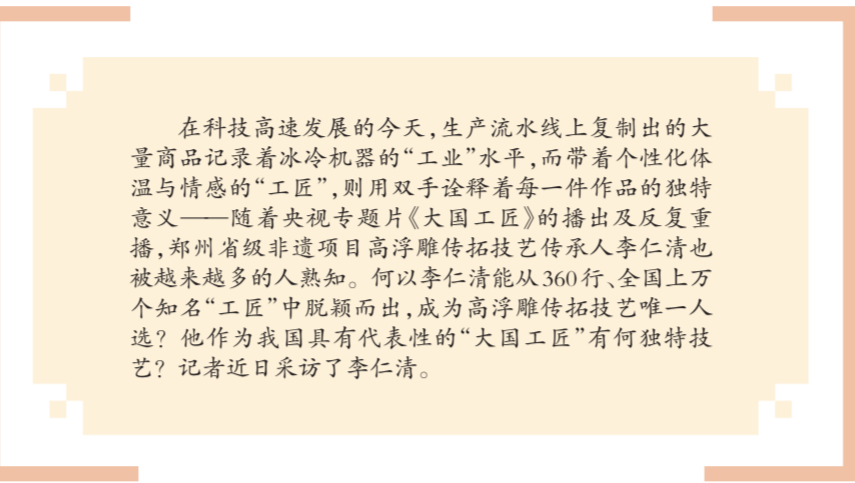 在科技高速发展的今天,生产流水线上复制出的大
量商品记录着冰冷机器的“工业”水平,而带着个性化体
温与情感的“工匠”,则用双手诠释着每一件作品的独特
意义——随着央视专题片《大国工匠》的播出及反复重
播,郑州省级非遗项目高浮雕传拓技艺传承人李仁清也
被越来越多的人熟知。何以李仁清能从360行、全国上万
个知名“工匠”中脱颖而出,成为高浮雕传拓技艺唯一人
选？他作为我国具有代表性的“大国工匠”有何独特技
艺？记者近日采访了李仁清。